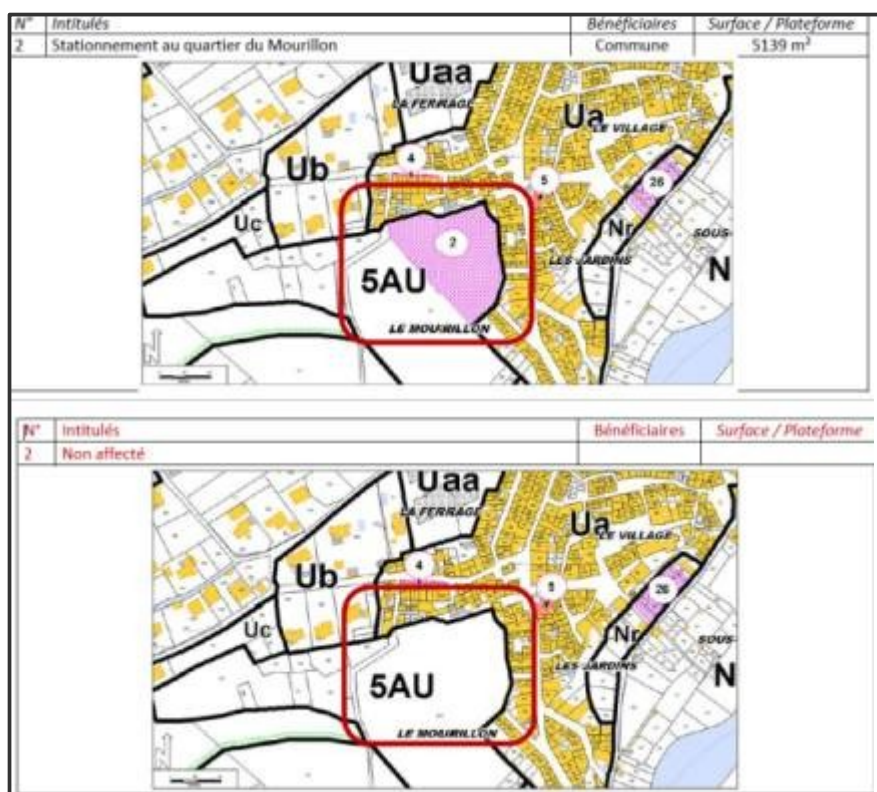 N° Intitulés Bénéficiaires Surface / Plateforme
2 Stationnement au quartier du Mourillon Commune 5139 m²
Uaa
LA FERRAGE
Ua
LE VILLAGE
Ub
4
5
26
Uc
Nr
SOUS-
2
LES JARDINS
N
5AU
LE MOURILLON
N° Intitulés Bénéficiaires Surface / Plateforme
2 Non affecté
Uaa
LA FERRAGE
Ua
LE VILLAGE
Ub
4
5
26
Uc
Nr
SOUS-
LES JARDINS
N
5AU
LE MOURILLON